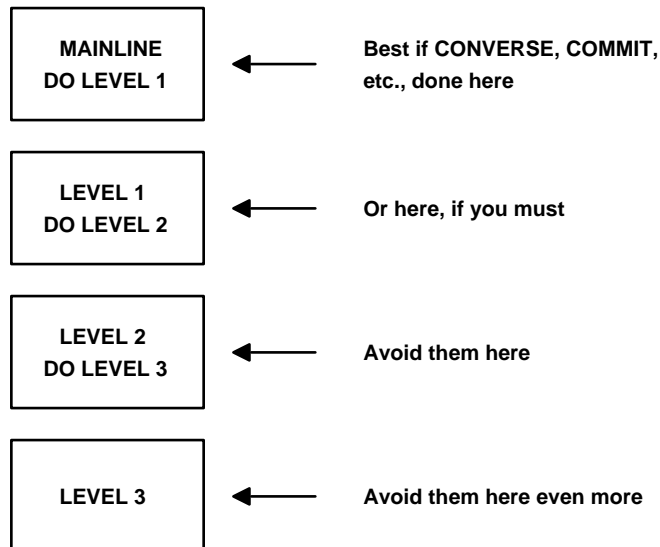 MAINLINE
DO LEVEL 1
Best if CONVERSE, COMMIT,
etc., done here
LEVEL 1
DO LEVEL 2
Or here, if you must
LEVEL 2
DO LEVEL 3
Avoid them here
LEVEL 3
Avoid them here even more